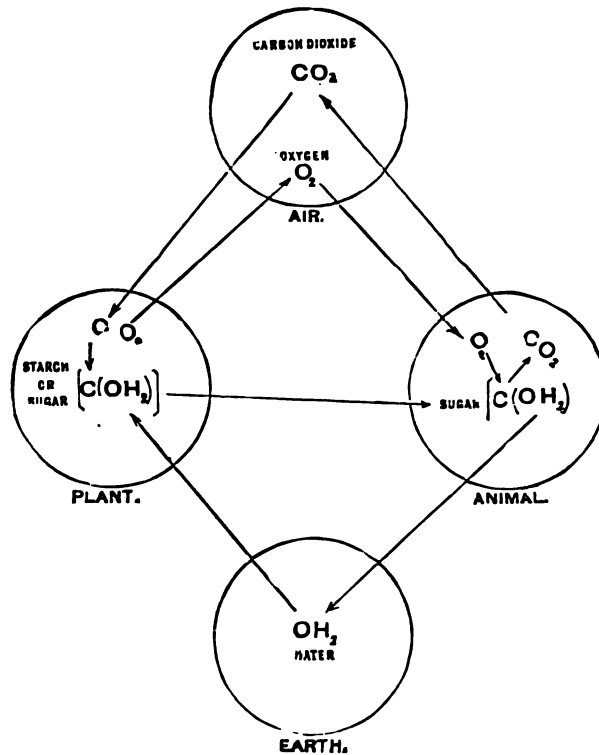 CARBON DIOXIDE
CO₂
OXYGEN
O₂
AIR.
C O₂
STARCH
OR
SUGAR
[C(OH₂)]
PLANT.
O₂
CO₂
SUGAR [C(OH₂)
ANIMAL.
OH₂
WATER
EARTH.